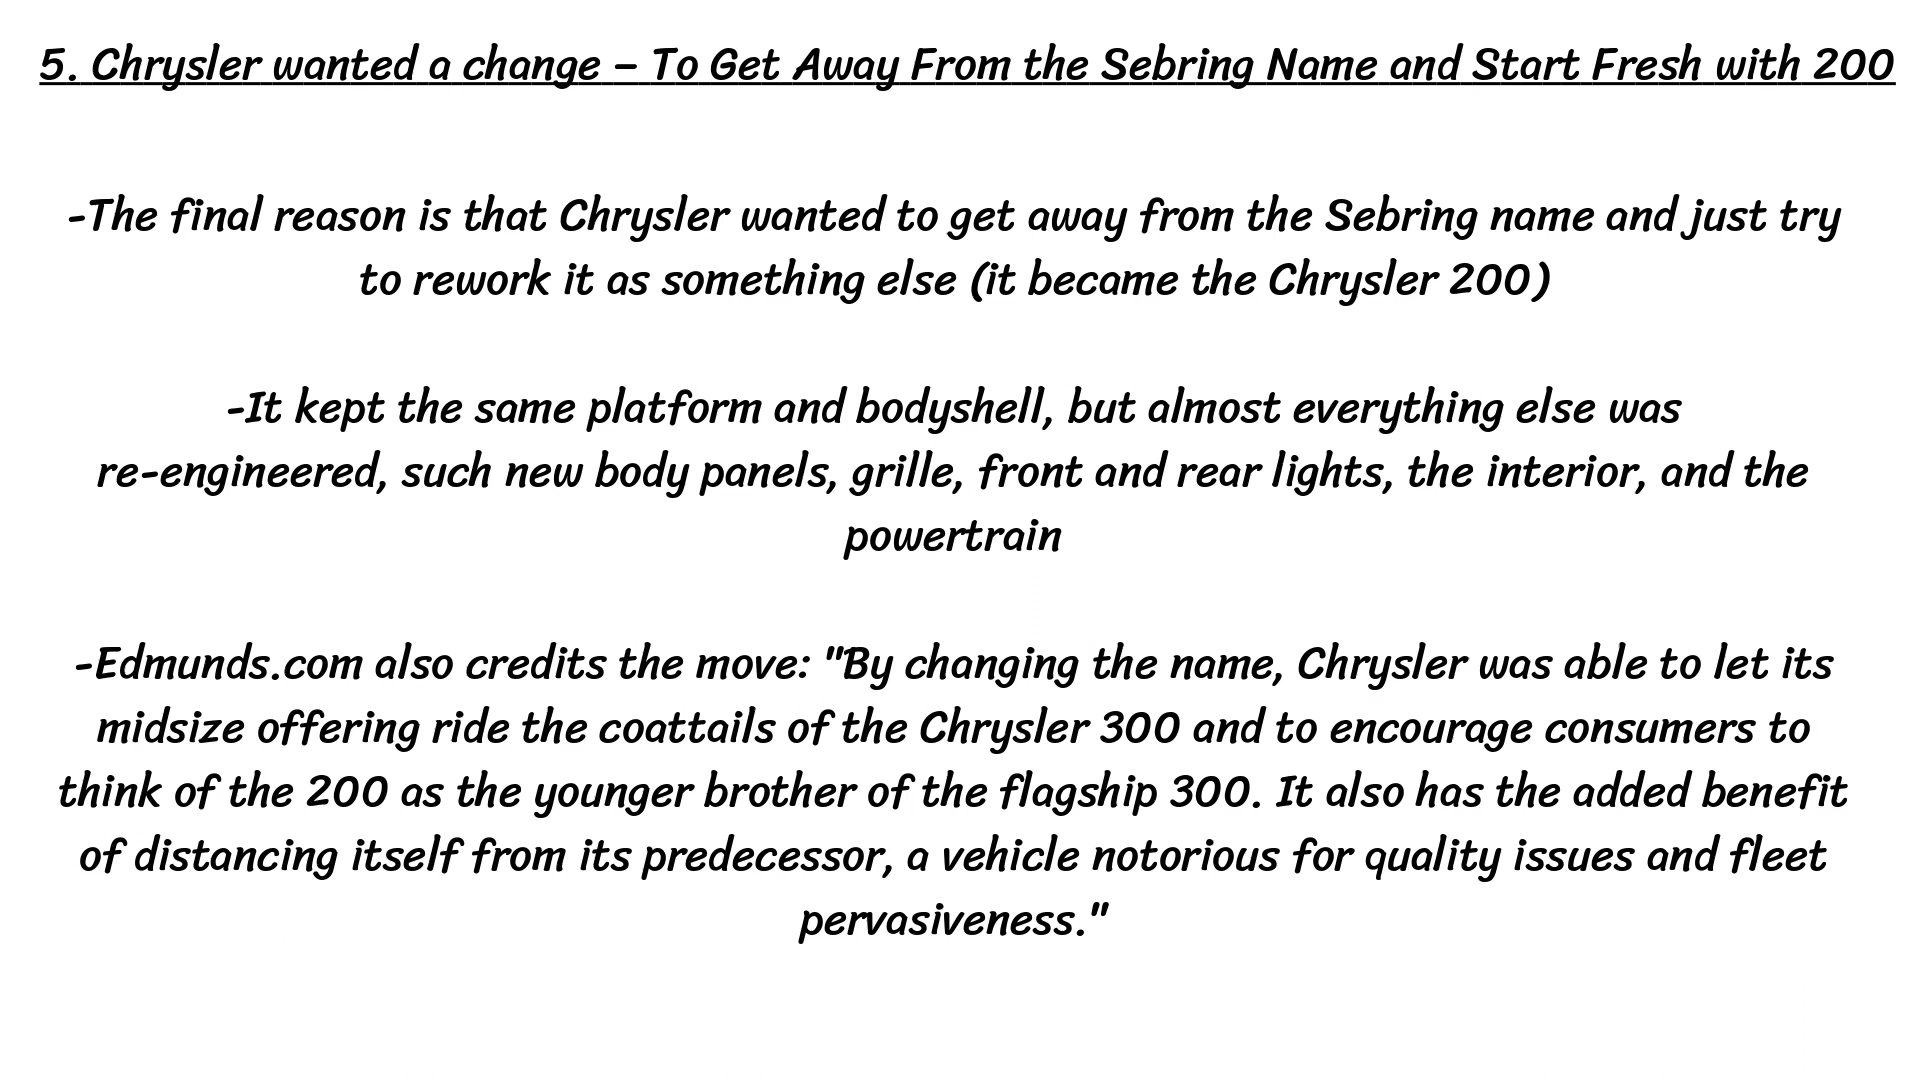 5. Chrysler wanted a change – To Get Away From the Sebring Name and Start Fresh with 200
-The final reason is that Chrysler wanted to get away from the Sebring name and just try
to rework it as something else (it became the Chrysler 200)
-It kept the same platform and bodyshell, but almost everything else was
re-engineered, such new body panels, grille, front and rear lights, the interior, and the
powertrain
-Edmunds.com also credits the move: "By changing the name, Chrysler was able to let its
midsize offering ride the coattails of the Chrysler 300 and to encourage consumers to
think of the 200 as the younger brother of the flagship 300. It also has the added benefit
of distancing itself from its predecessor, a vehicle notorious for quality issues and fleet
pervasiveness."